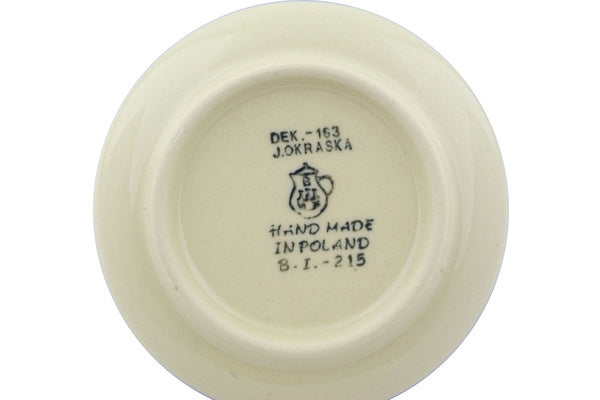 DEK.-163
J.OKRASKA
B
HAND MADE
IN POLAND
B.I.-215